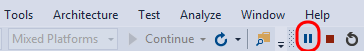 Tools Architecture Test Analyze Window Help
Mixed Platforms Continue